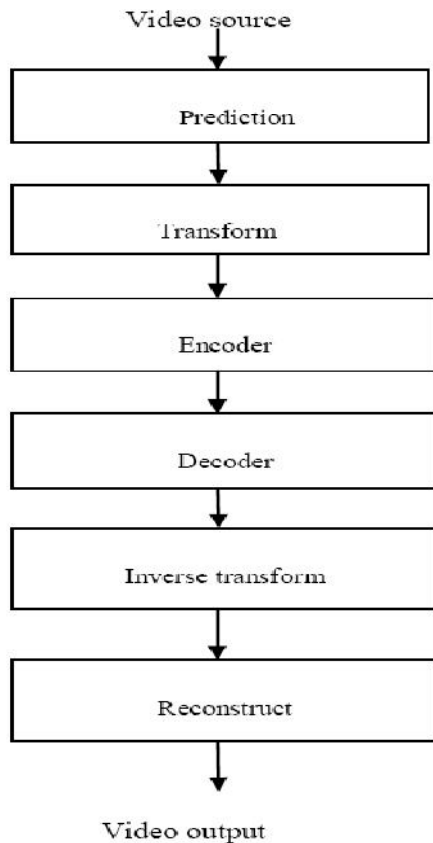 Video source
Prediction
Transform
Encoder
Decoder
Inverse transform
Reconstruct
Video output